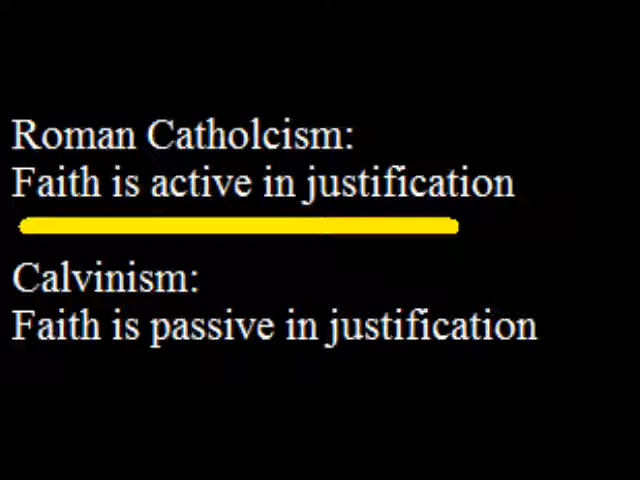 Roman Catholcism:
Faith is active in justification
Calvinism:
Faith is passive in justification